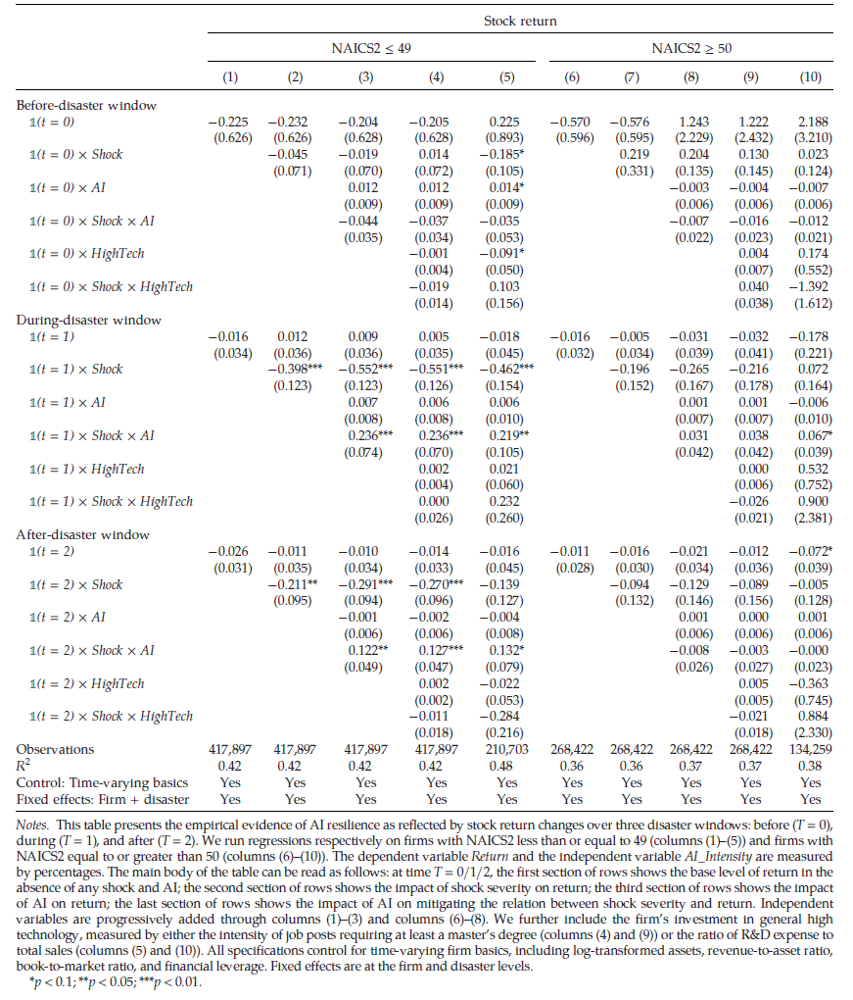 Stock return
NAICS2 ≤ 49 NAICS2 ≥ 50
(1) (2) (3) (4) (5) (6) (7) (8) (9) (10)
Before-disaster window
𝟙(t = 0) −0.225 −0.232 −0.204 −0.205 0.225 −0.570 −0.576 1.243 1.222 2.188
(0.626) (0.626) (0.628) (0.628) (0.893) (0.596) (0.595) (2.229) (2.432) (3.210)
𝟙(t = 0) × Shock −0.045 −0.019 0.014 −0.185* 0.219 0.204 0.130 0.023
(0.071) (0.070) (0.072) (0.105) (0.331) (0.135) (0.145) (0.124)
𝟙(t = 0) × AI 0.012 0.012 0.014* −0.003 −0.004 −0.007
(0.009) (0.009) (0.009) (0.006) (0.006) (0.006)
𝟙(t = 0) × Shock × AI −0.044 −0.037 −0.035 −0.007 −0.016 −0.012
(0.035) (0.034) (0.053) (0.022) (0.023) (0.021)
𝟙(t = 0) × HighTech −0.001 −0.091* 0.004 0.174
(0.004) (0.050) (0.007) (0.552)
𝟙(t = 0) × Shock × HighTech −0.019 0.103 0.040 −1.392
(0.014) (0.156) (0.038) (1.612)
During-disaster window
𝟙(t = 1) −0.016 0.012 0.009 0.005 −0.018 −0.016 −0.005 −0.031 −0.032 −0.178
(0.034) (0.036) (0.036) (0.035) (0.045) (0.032) (0.034) (0.039) (0.041) (0.221)
𝟙(t = 1) × Shock −0.398*** −0.552*** −0.551*** −0.462*** −0.196 −0.265 −0.216 0.072
(0.123) (0.123) (0.126) (0.154) (0.152) (0.167) (0.178) (0.164)
𝟙(t = 1) × AI 0.007 0.006 0.006 0.001 0.001 −0.006
(0.008) (0.008) (0.010) (0.007) (0.007) (0.010)
𝟙(t = 1) × Shock × AI 0.236*** 0.236*** 0.219** 0.031 0.038 0.067*
(0.074) (0.070) (0.105) (0.042) (0.042) (0.039)
𝟙(t = 1) × HighTech 0.002 0.021 0.000 0.532
(0.004) (0.060) (0.006) (0.752)
𝟙(t = 1) × Shock × HighTech 0.000 0.232 −0.026 0.900
(0.026) (0.260) (0.021) (2.381)
After-disaster window
𝟙(t = 2) −0.026 −0.011 −0.010 −0.014 −0.016 −0.011 −0.016 −0.021 −0.012 −0.072*
(0.031) (0.035) (0.034) (0.033) (0.045) (0.028) (0.030) (0.034) (0.036) (0.039)
𝟙(t = 2) × Shock −0.211** −0.291*** −0.270*** −0.139 −0.094 −0.129 −0.089 −0.005
(0.095) (0.094) (0.096) (0.127) (0.132) (0.146) (0.156) (0.128)
𝟙(t = 2) × AI −0.001 −0.002 −0.004 0.001 0.000 0.001
(0.006) (0.006) (0.008) (0.006) (0.006) (0.006)
𝟙(t = 2) × Shock × AI 0.122** 0.127*** 0.132* −0.008 −0.003 −0.000
(0.049) (0.047) (0.079) (0.026) (0.027) (0.023)
𝟙(t = 2) × HighTech 0.002 −0.022 0.005 −0.363
(0.002) (0.053) (0.005) (0.745)
𝟙(t = 2) × Shock × HighTech −0.011 −0.284 −0.021 0.884
(0.018) (0.216) (0.018) (2.330)
Observations 417,897 417,897 417,897 417,897 210,703 268,422 268,422 268,422 268,422 134,259
R² 0.42 0.42 0.42 0.42 0.48 0.36 0.36 0.37 0.37 0.38
Control: Time-varying basics Yes Yes Yes Yes Yes Yes Yes Yes Yes Yes
Fixed effects: Firm + disaster Yes Yes Yes Yes Yes Yes Yes Yes Yes Yes
Notes. This table presents the empirical evidence of AI resilience as reflected by stock return changes over three disaster windows: before (T = 0),
during (T = 1), and after (T = 2). We run regressions respectively on firms with NAICS2 less than or equal to 49 (columns (1)–(5)) and firms with
NAICS2 equal to or greater than 50 (columns (6)–(10)). The dependent variable Return and the independent variable AI_Intensity are measured
by percentages. The main body of the table can be read as follows: at time T = 0/1/2, the first section of rows shows the base level of return in the
absence of any shock and AI; the second section of rows shows the impact of shock severity on return; the third section of rows shows the impact
of AI on return; the last section of rows shows the impact of AI on mitigating the relation between shock severity and return. Independent
variables are progressively added through columns (1)–(3) and columns (6)–(8). We further include the firm's investment in general high
technology, measured by either the intensity of job posts requiring at least a master's degree (columns (4) and (9)) or the ratio of R&D expense to
total sales (columns (5) and (10)). All specifications control for time-varying firm basics, including log-transformed assets, revenue-to-asset ratio,
book-to-market ratio, and financial leverage. Fixed effects are at the firm and disaster levels.
*p < 0.1; **p < 0.05; ***p < 0.01.